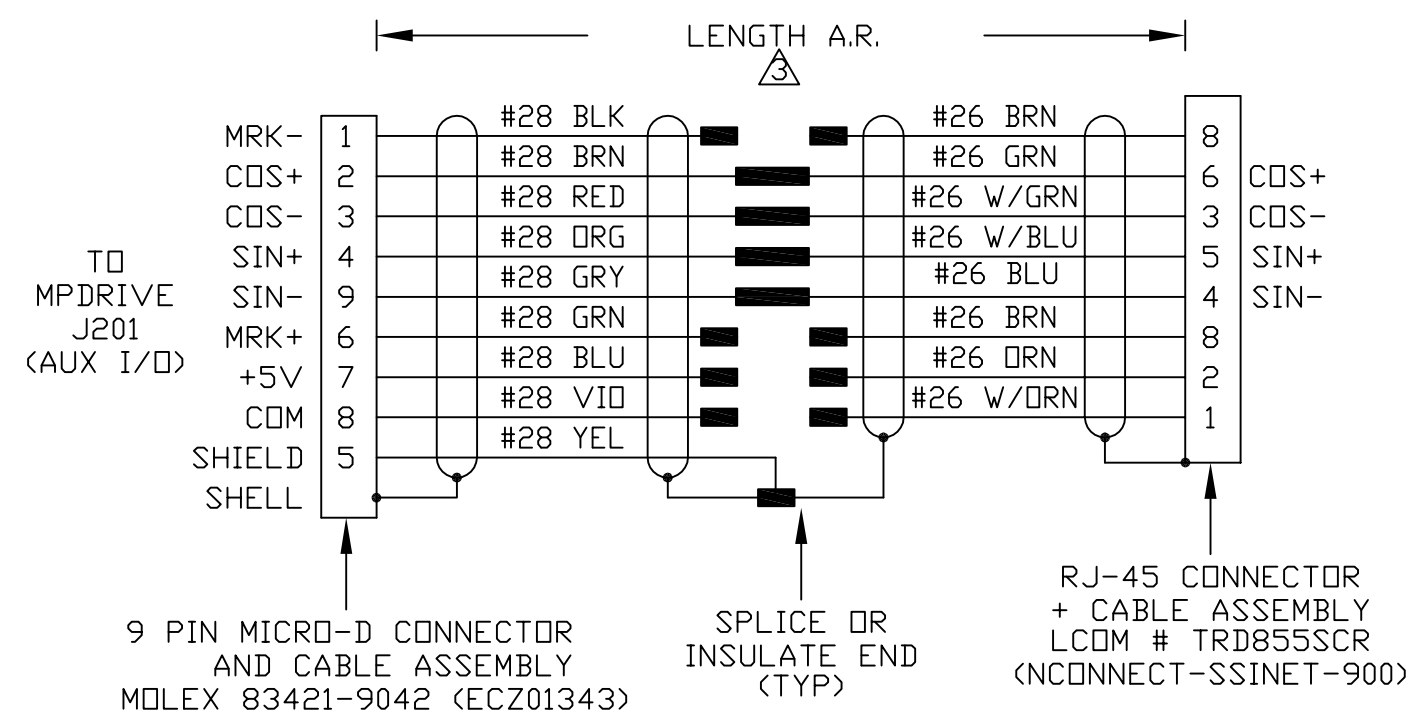 LENGTH A.R.
3
MRK- 1 #28 BLK #26 BRN 8
COS+ 2 #28 BRN #26 GRN 6 COS+
COS- 3 #28 RED #26 W/GRN 3 COS-
SIN+ 4 #28 ORG #26 W/BLU 5 SIN+
SIN- 9 #28 GRY #26 BLU 4 SIN-
MRK+ 6 #28 GRN #26 BRN 8
+5V 7 #28 BLU #26 ORN 2
COM 8 #28 VIO #26 W/ORN 1
SHIELD 5 #28 YEL
SHELL
TO
MPDRIVE
J201
(AUX I/O)
9 PIN MICRO-D CONNECTOR
AND CABLE ASSEMBLY
MOLEX 83421-9042 (ECZ01343)
SPLICE OR
INSULATE END
(TYP)
RJ-45 CONNECTOR
+ CABLE ASSEMBLY
LCOM # TRD855SCR
(NCONNECT-SSINET-900)